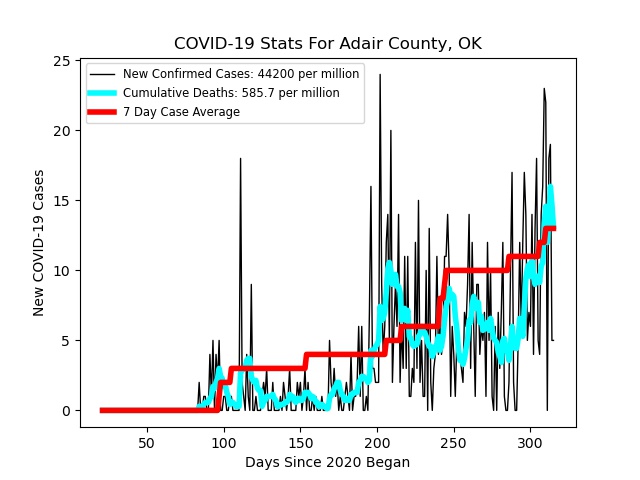 COVID-19 Stats For Adair County, OK
New Confirmed Cases: 44200 per million
Cumulative Deaths: 585.7 per million
7 Day Case Average
New COVID-19 Cases
25
20
15
10
5
0
50 100 150 200 250 300
Days Since 2020 Began